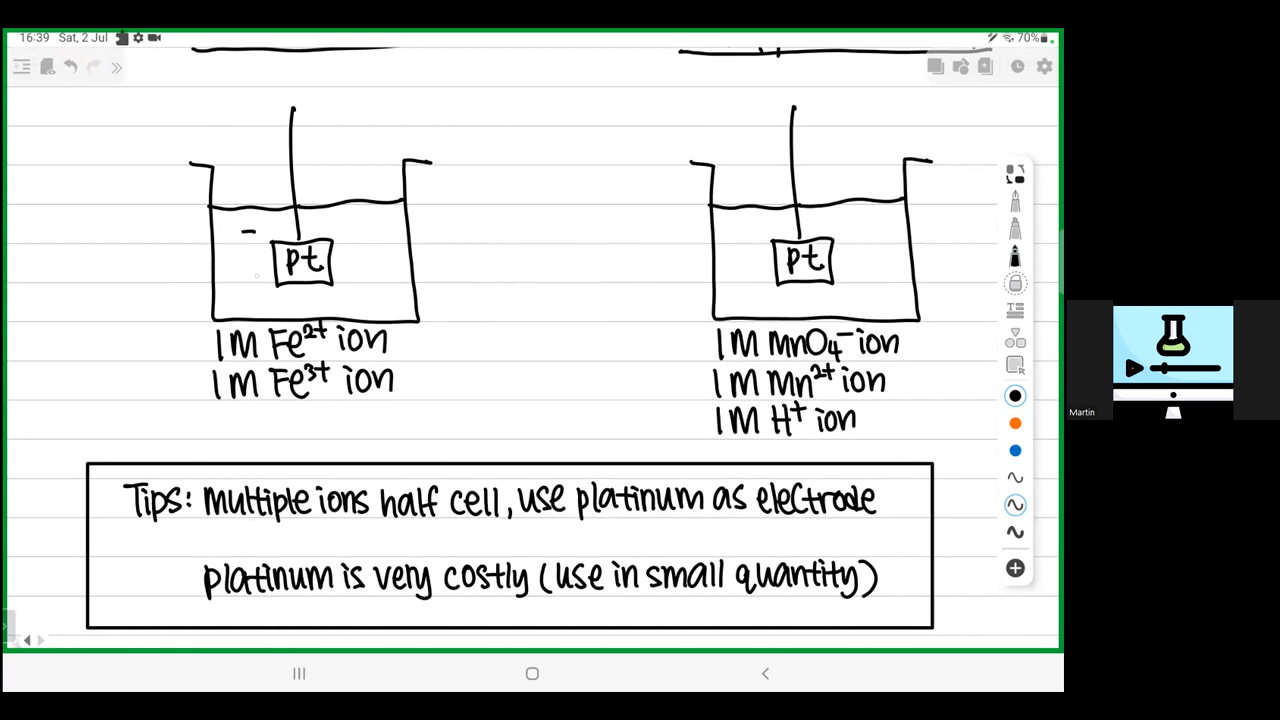 16:39 Sat, 2 Jul
70%
pt
pt
1M Fe²⁺ ion
1M Fe³⁺ ion
1M MnO₄⁻ ion
1M Mn²⁺ ion
1M H⁺ ion
Tips: multiple ions half cell, use platinum as electrode
platinum is very costly (use in small quantity)
Martin